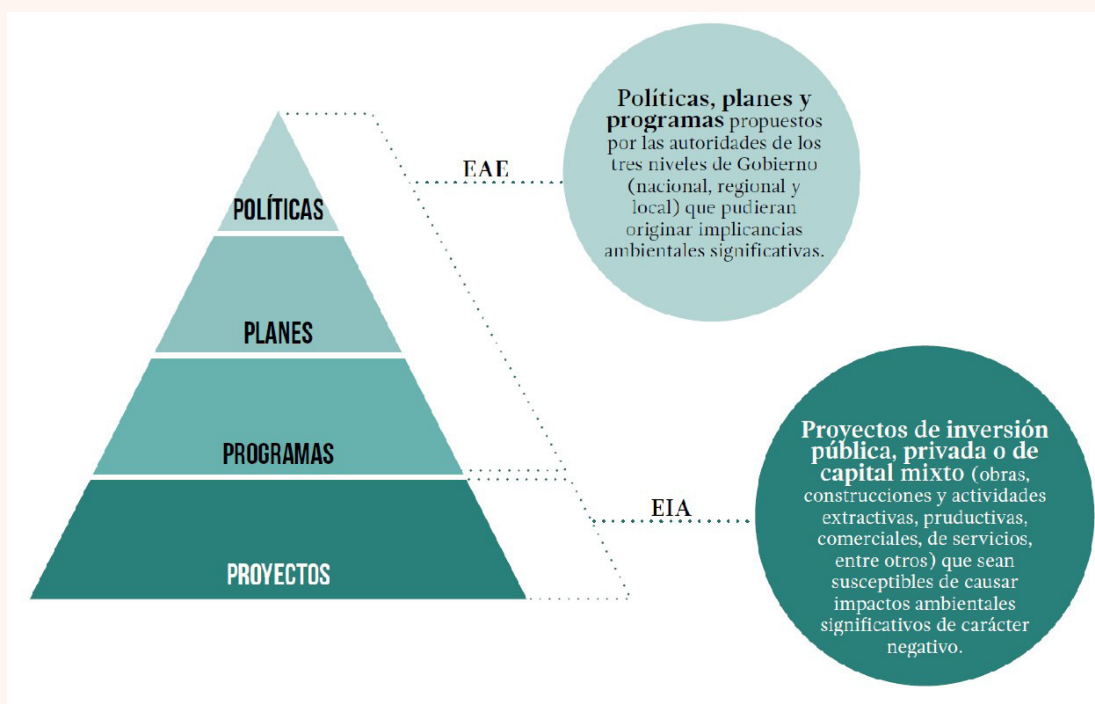 POLÍTICAS
PLANES
PROGRAMAS
PROYECTOS
EAE
Políticas, planes y
programas propuestos
por las autoridades de los
tres niveles de Gobierno
(nacional, regional y
local) que pudieran
originar implicancias
ambientales significativas.
EIA
Proyectos de inversión
pública, privada o de
capital mixto (obras,
construcciones y actividades
extractivas, pruductivas,
comerciales, de servicios,
entre otros) que sean
susceptibles de causar
impactos ambientales
significativos de carácter
negativo.